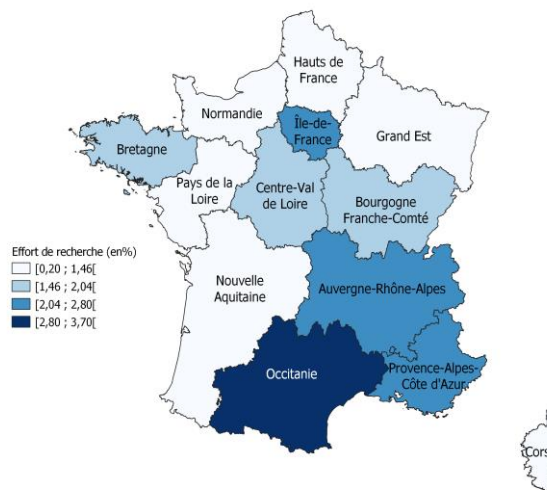 Hauts de
France
Normandie
Île-de-
France
Grand Est
Bretagne
Pays de la
Loire
Centre-Val
de Loire
Bourgogne
Franche-Comté
Effort de recherche (en%)
[0,20 ; 1,46[
[1,46 ; 2,04[
[2,04 ; 2,80[
[2,80 ; 3,70[
Nouvelle
Aquitaine
Auvergne-Rhône-Alpes
Occitanie
Provence-Alpes-
Côte d'Azur
Cors